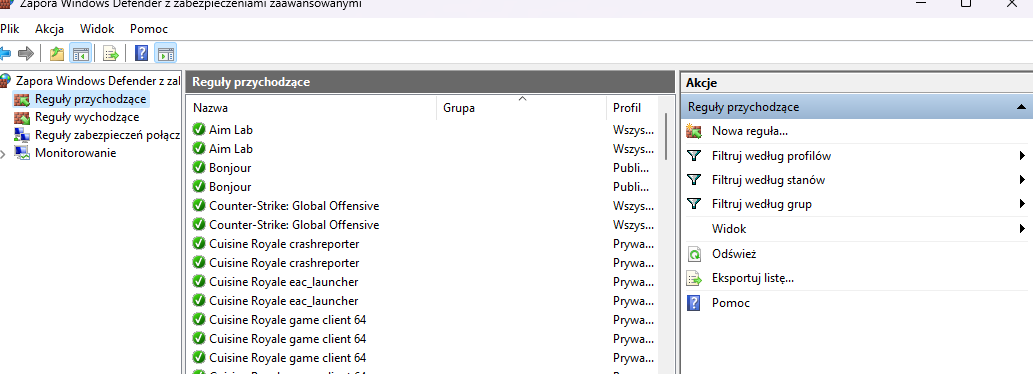 Zapora Windows Defender z zabezpieczeniami zaawansowanymi
Plik Akcja Widok Pomoc
Zapora Windows Defender z zal
Reguły przychodzące
Reguły wychodzące
Reguły zabezpieczeń połącz
Monitorowanie
Reguły przychodzące
Nazwa Grupa Profil
Aim Lab Wszys...
Aim Lab Wszys...
Bonjour Publi...
Bonjour Publi...
Counter-Strike: Global Offensive Wszys...
Counter-Strike: Global Offensive Wszys...
Cuisine Royale crashreporter Prywa...
Cuisine Royale crashreporter Prywa...
Cuisine Royale eac_launcher Prywa...
Cuisine Royale eac_launcher Prywa...
Cuisine Royale game client 64 Prywa...
Cuisine Royale game client 64 Prywa...
Cuisine Royale game client 64 Prywa...
Akcje
Reguły przychodzące
Nowa reguła...
Filtruj według profilów
Filtruj według stanów
Filtruj według grup
Widok
Odśwież
Eksportuj listę...
Pomoc